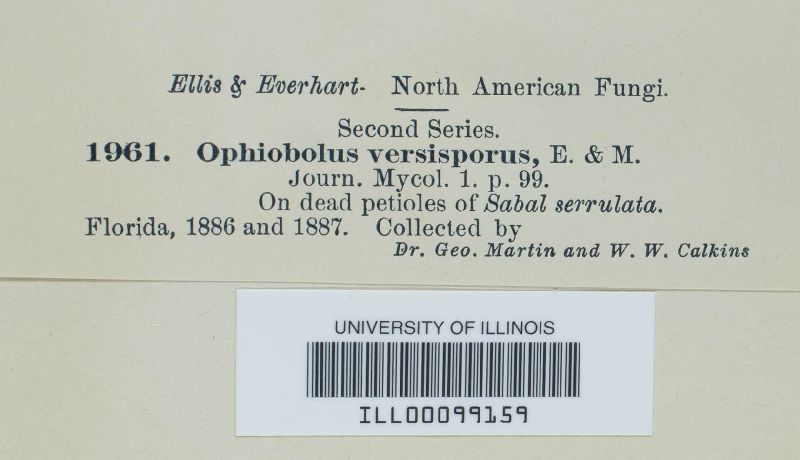 Ellis & Everhart- North American Fungi.
Second Series.
1961. Ophiobolus versisporus, E. & M.
Journ. Mycol. 1. p. 99.
On dead petioles of Sabal serrulata.
Florida, 1886 and 1887. Collected by
Dr. Geo. Martin and W. W. Calkins
UNIVERSITY OF ILLINOIS
ILL00099159